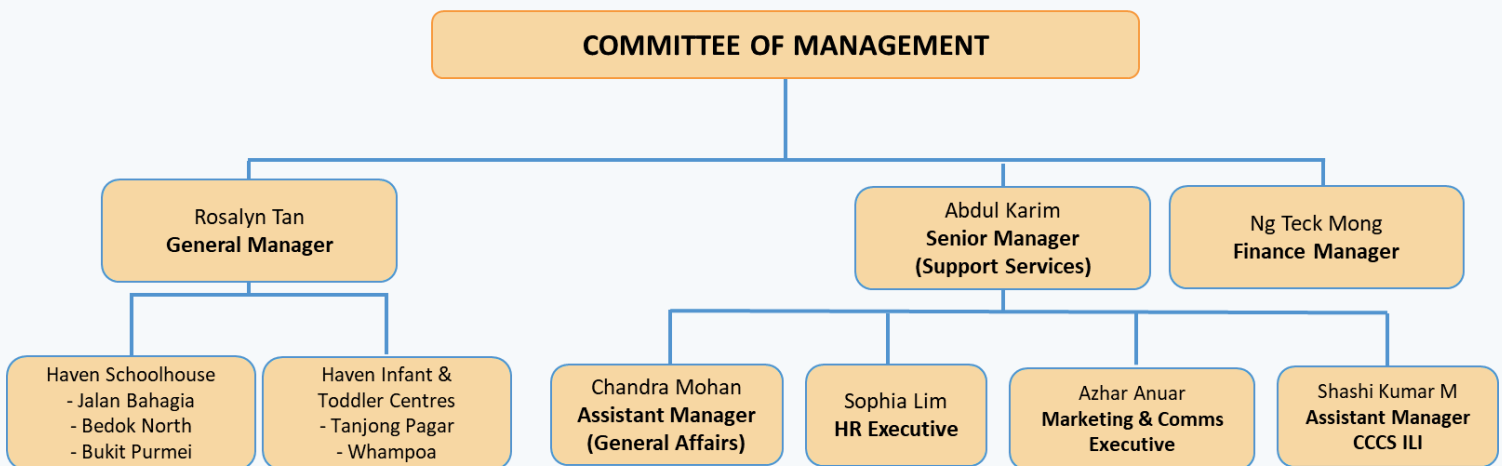 COMMITTEE OF MANAGEMENT
Rosalyn Tan
General Manager
Abdul Karim
Senior Manager
(Support Services)
Ng Teck Mong
Finance Manager
Haven Schoolhouse
- Jalan Bahagia
- Bedok North
- Bukit Purmei
Haven Infant &
Toddler Centres
- Tanjong Pagar
- Whampoa
Chandra Mohan
Assistant Manager
(General Affairs)
Sophia Lim
HR Executive
Azhar Anuar
Marketing & Comms
Executive
Shashi Kumar M
Assistant Manager
CCCS ILI